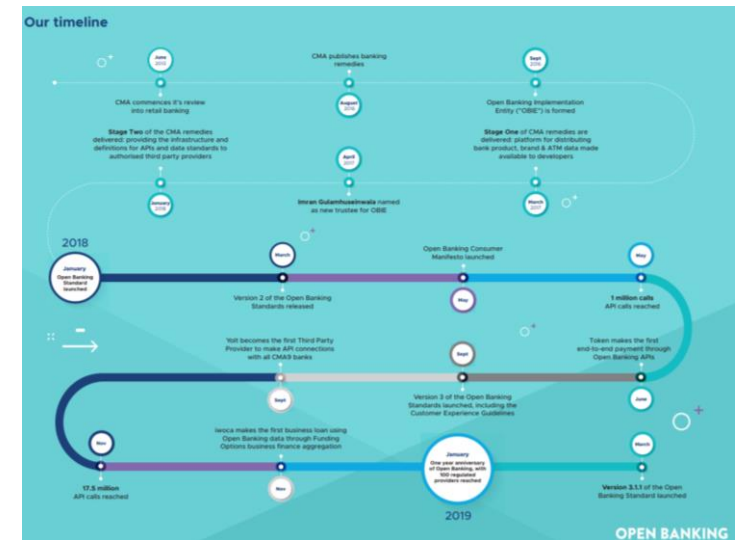 Our timeline
June
CMA commences it's review
into retail banking
CMA publishes banking
remedies
August
2016
Sept
2016
Open Banking Implementation
Entity ("OBIE") is formed
Stage One of CMA remedies are
delivered: platform for distributing
bank product, brand & ATM data made
available to developers
March
2017
April
2017
Imran Gulamhuseinwala named
as new trustee for OBIE
Stage Two of the CMA remedies
delivered: providing the infrastructure and
definitions for APIs and data standards to
authorised third party providers
January
2018
2018
January
Open Banking
Standard
launched
March
Version 2 of the Open Banking
Standards released
Open Banking Consumer
Manifesto launched
May
May
1 million calls
API calls reached
Token makes the first
end-to-end payment through
Open Banking APIs
June
Sept
Version 3 of the Open Banking
Standards launched, including the
Customer Experience Guidelines
Yolt becomes the first Third Party
Provider to make API connections
with all CMA9 banks
Sept
Nov
17.5 million
API calls reached
Iwoca makes the first business loan using
Open Banking data through Funding
Options business finance aggregation
Nov
January
One year anniversary
of Open Banking, with
100 regulated
providers reached
2019
March
Version 3.1.1 of the Open
Banking Standard launched
OPEN BANKING